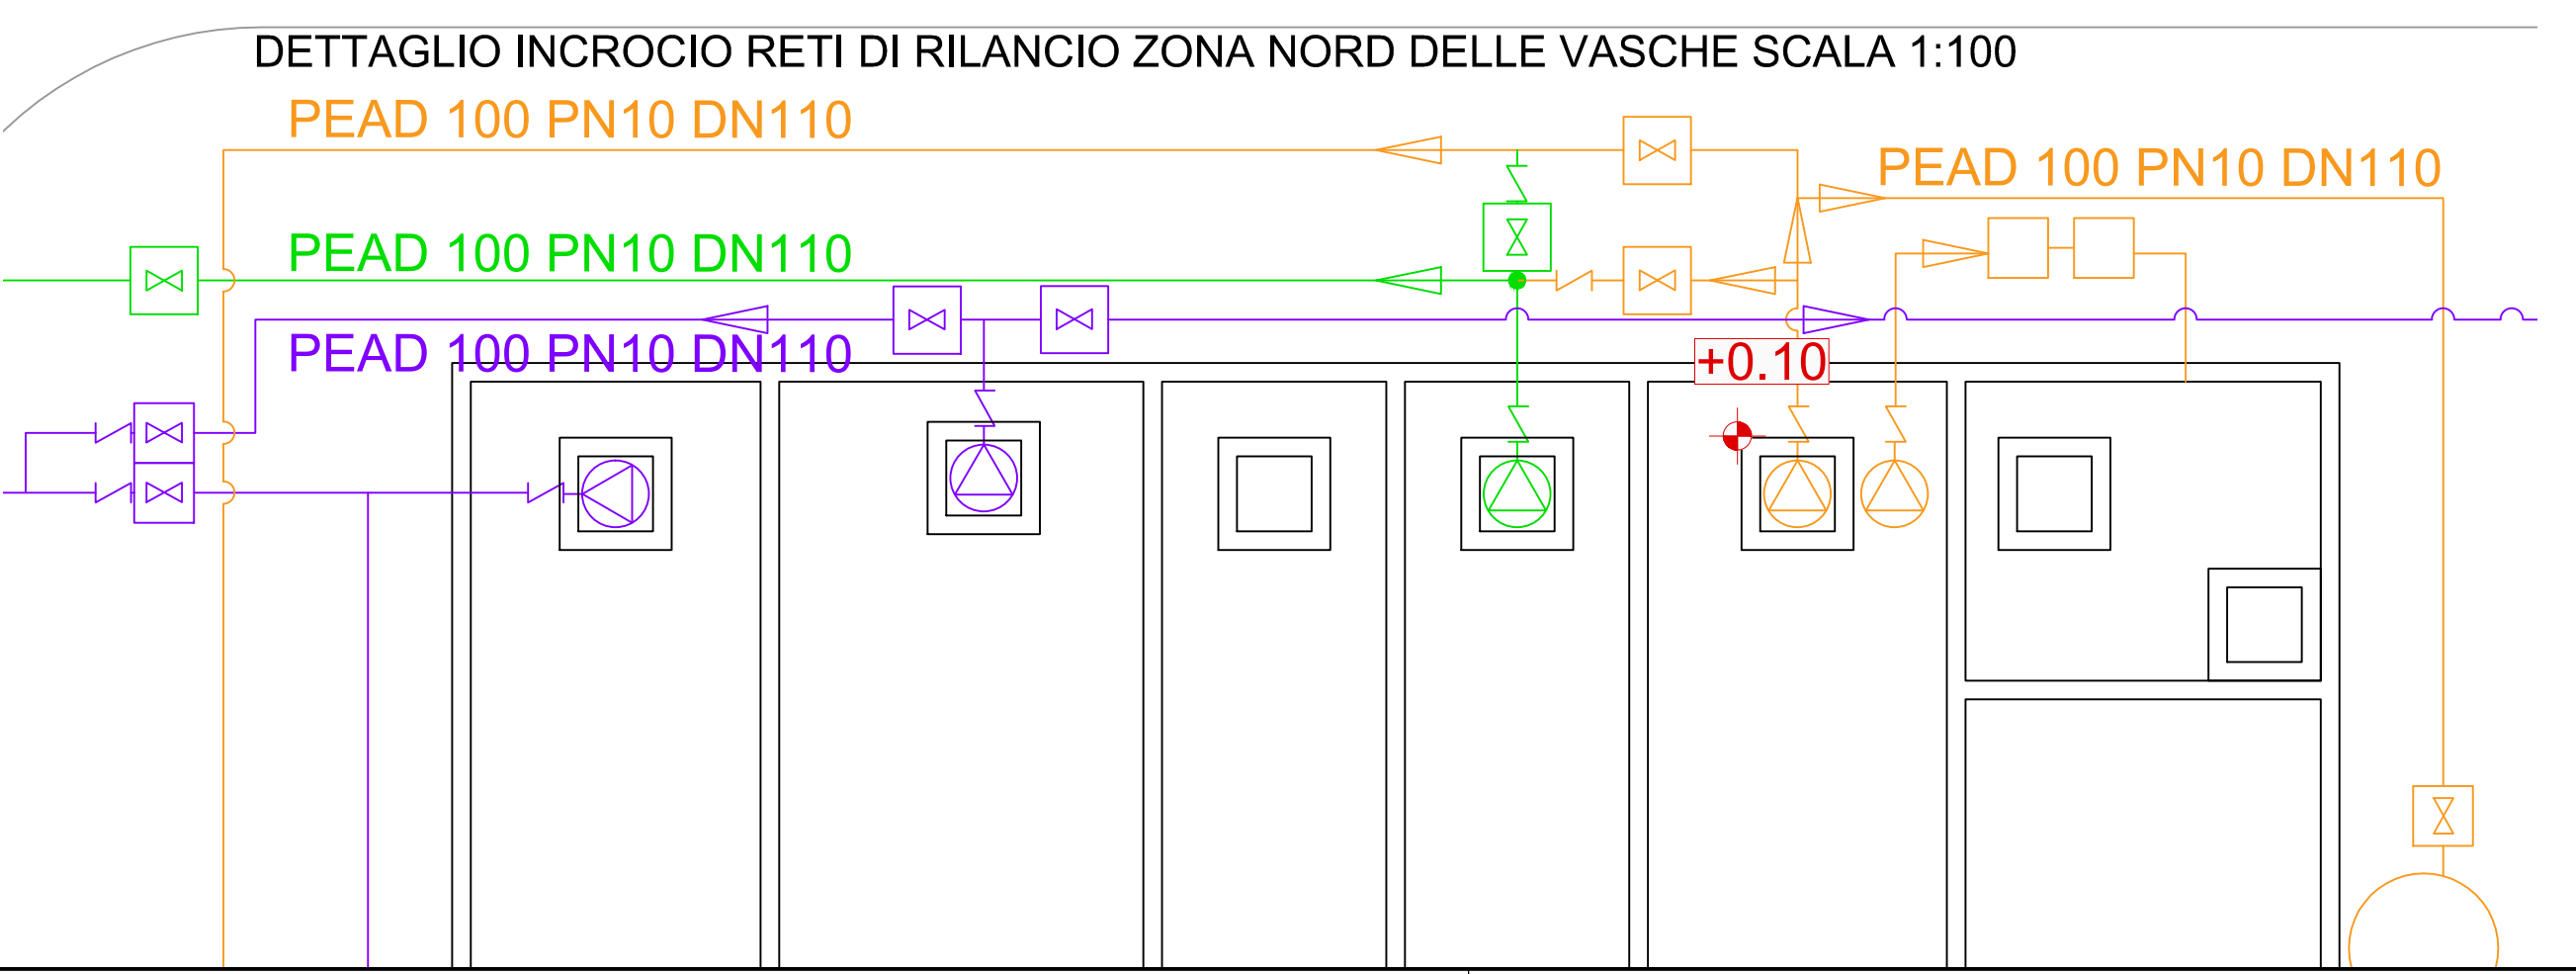 DETTAGLIO INCROCIO RETI DI RILANCIO ZONA NORD DELLE VASCHE SCALA 1:100
PEAD 100 PN10 DN110
PEAD 100 PN10 DN110
PEAD 100 PN10 DN110
PEAD 100 PN10 DN110
+0.10